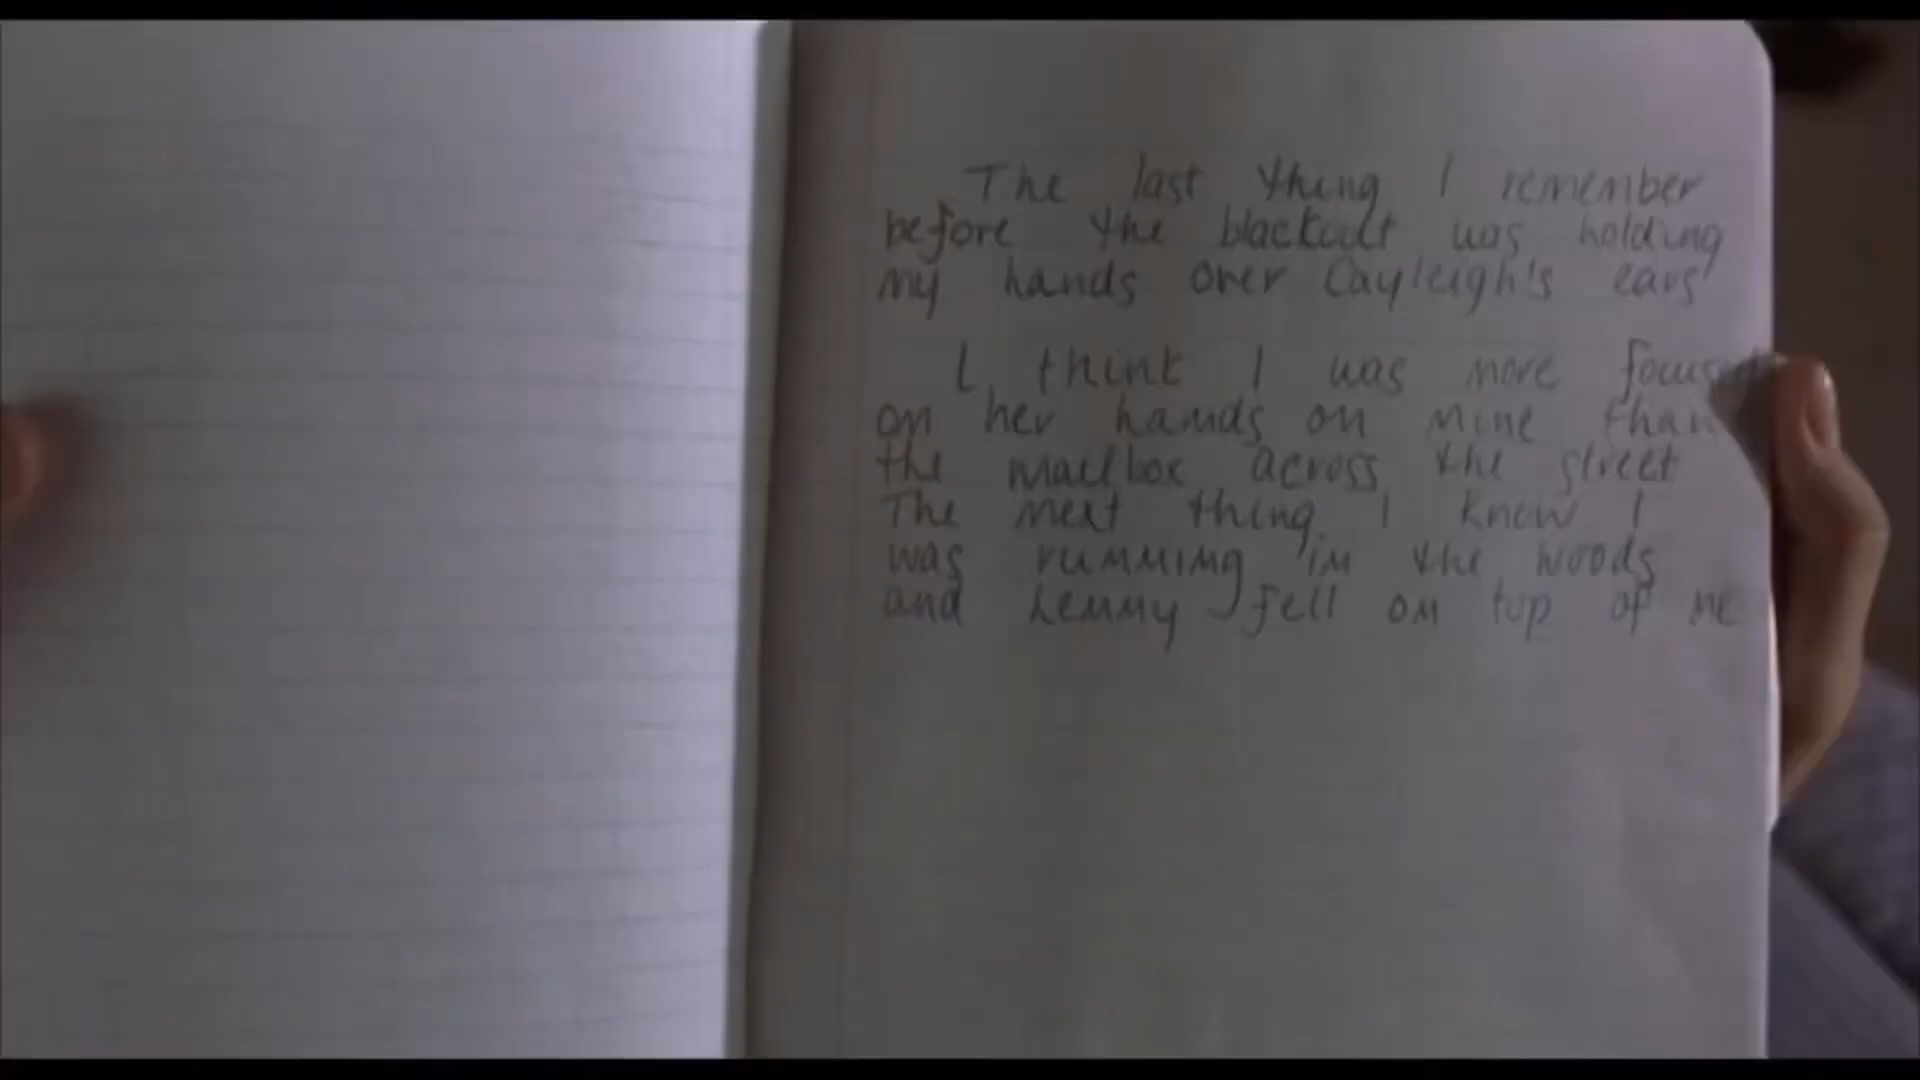 The last thing I remember
before the blackout was holding
my hands over Cayleigh's ears
I think I was more
on her hands on mine than
the mailbox across the street
The next thing I know I
was running in the woods
and Lenny fell on top of me